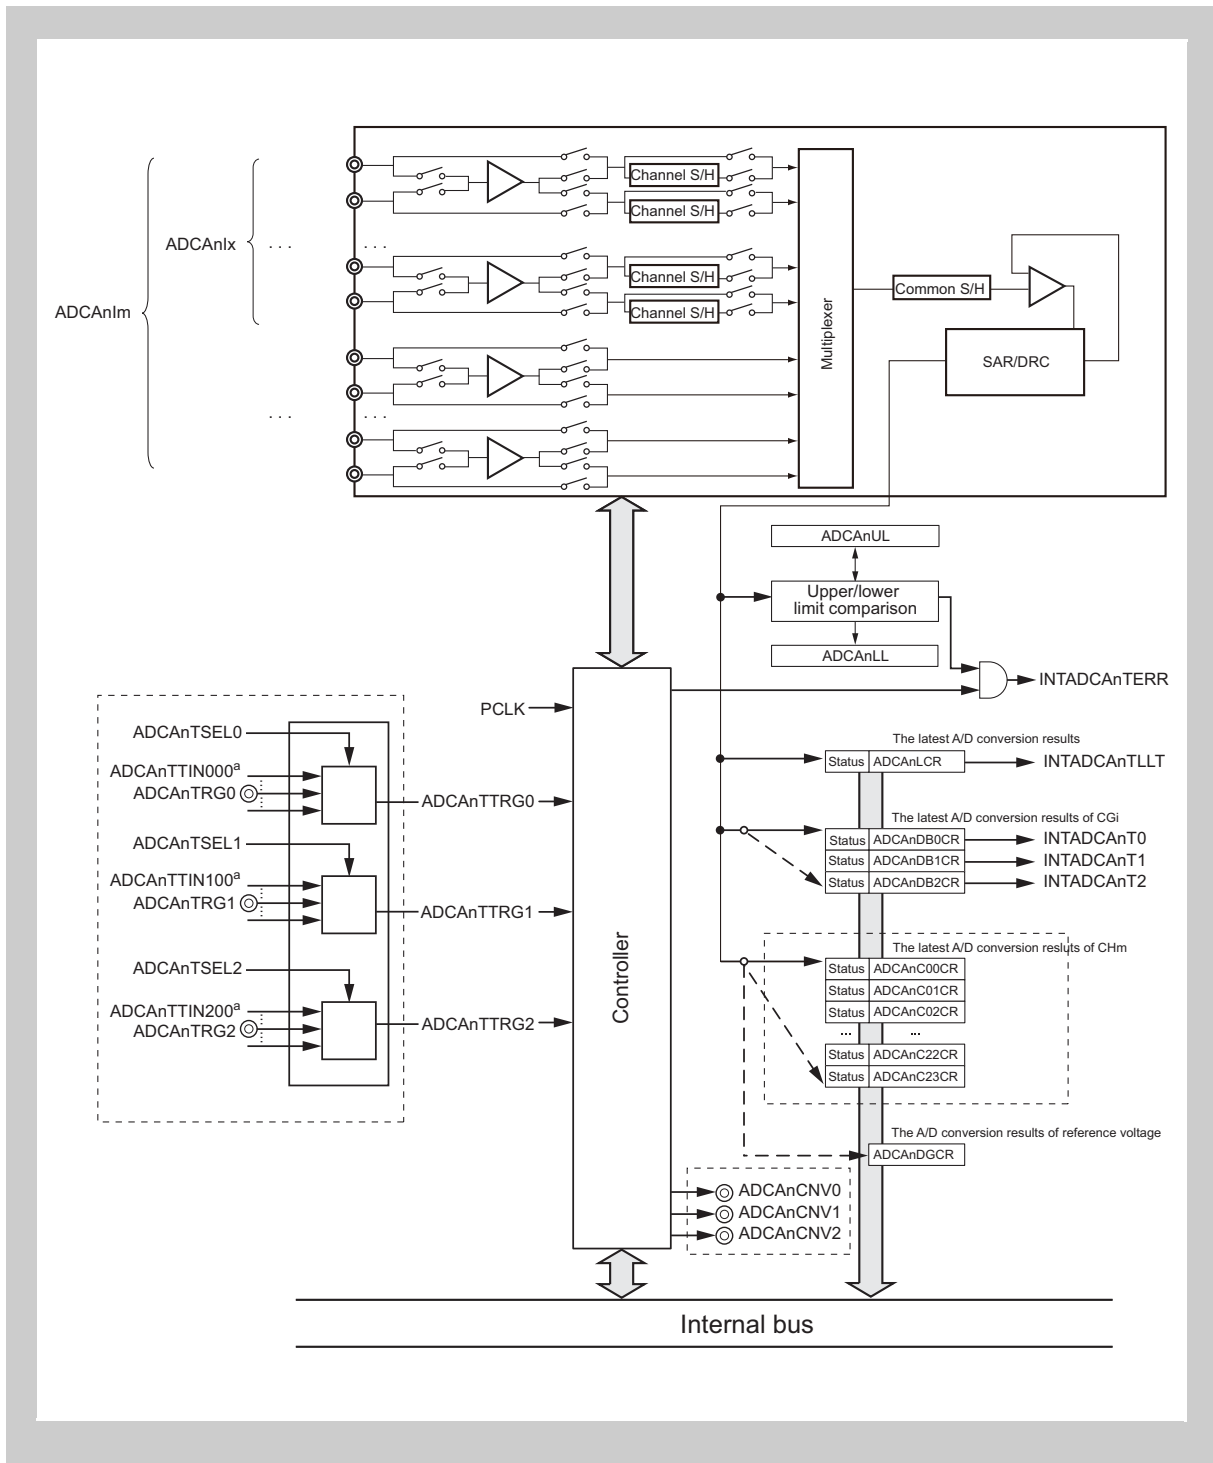 Channel S/H
Channel S/H
ADCAnIx
. . .
. . .
Channel S/H
Common S/H
ADCAnIm
Channel S/H
Multiplexer
SAR/DRC
. . .
. . .
ADCAnUL
Upper/lower
limit comparison
ADCAnLL
INTADCAnTERR
PCLK
ADCAnTSEL0
ADCAnTTIN000a
ADCAnTRG0
ADCAnTTRG0
ADCAnTSEL1
ADCAnTTIN100a
ADCAnTRG1
ADCAnTTRG1
ADCAnTSEL2
ADCAnTTIN200a
ADCAnTRG2
ADCAnTTRG2
Controller
The latest A/D conversion results
Status ADCAnLCR INTADCAnTLLT
The latest A/D conversion results of CGi
Status ADCAnDB0CR INTADCAnT0
Status ADCAnDB1CR INTADCAnT1
Status ADCAnDB2CR INTADCAnT2
The latest A/D conversion resluts of CHm
Status ADCAnC00CR
Status ADCAnC01CR
Status ADCAnC02CR
... ...
Status ADCAnC22CR
Status ADCAnC23CR
The A/D conversion results of reference voltage
ADCAnDGCR
ADCAnCNV0
ADCAnCNV1
ADCAnCNV2
Internal bus